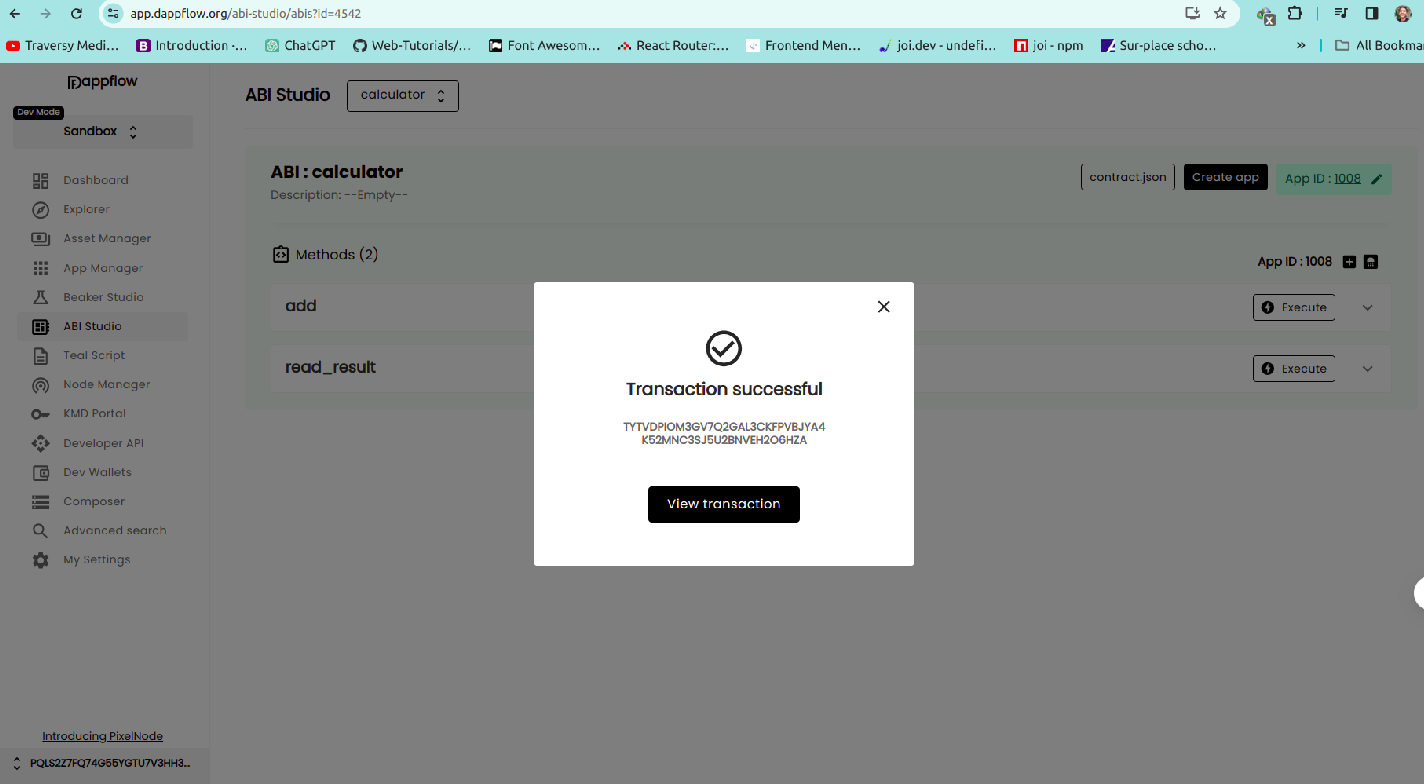 app.dappflow.org/abi-studio/abis?id=4542
Traversy Medi... Introduction ·... ChatGPT Web-Tutorials/... Font Awesom... React Router:... Frontend Men... joi.dev - undefi... joi - npm Sur-place scho... » All Bookmar
Dappflow
Dev Mode
Sandbox
Dashboard
Explorer
Asset Manager
App Manager
Beaker Studio
ABI Studio
Teal Script
Node Manager
KMD Portal
Developer API
Dev Wallets
Composer
Advanced search
My Settings
Introducing PixelNode
PQLS2Z7FQ74G55YGTU7V3HH3...
ABI Studio calculator
ABI : calculator
Description: --Empty--
contract.json Create app App ID : 1008
Methods (2)
App ID : 1008
add Execute
read_result Execute
Transaction successful
TYTVDPIOM3GV7Q2GAL3CKFPVBJYA4
K52MNC3SJ5U2BNVEH2O6HZA
View transaction